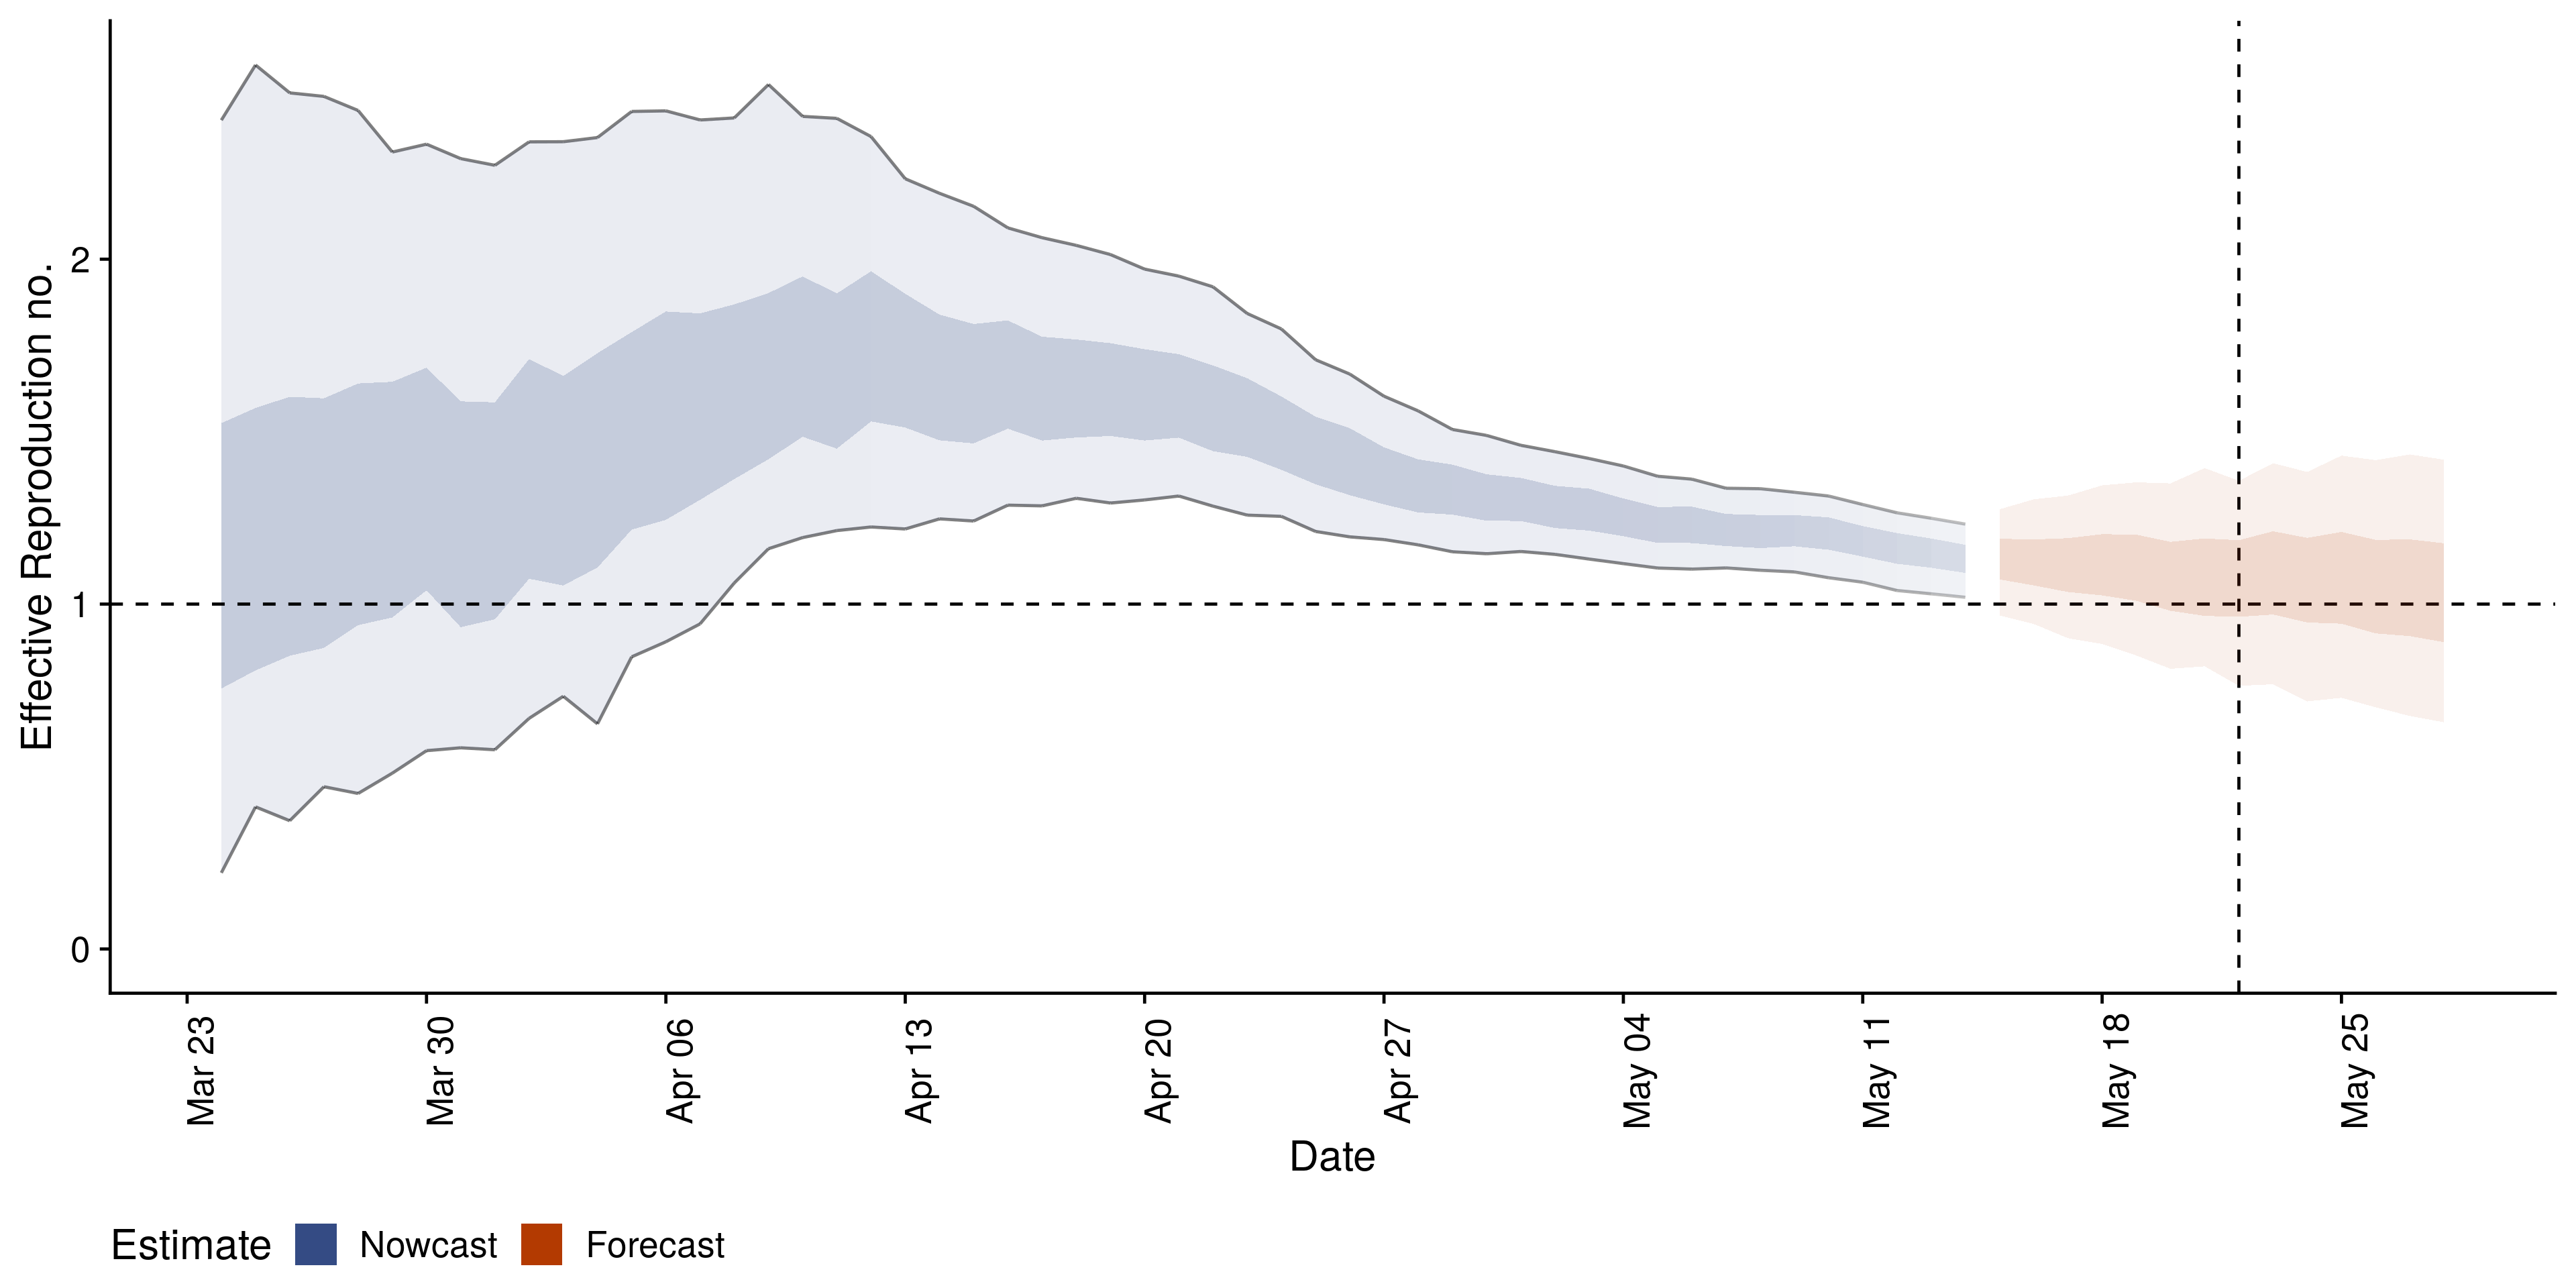 Effective Reproduction no.
2
1
0
Mar 23
Mar 30
Apr 06
Apr 13
Apr 20
Apr 27
May 04
May 11
May 18
May 25
Date
Estimate Nowcast Forecast